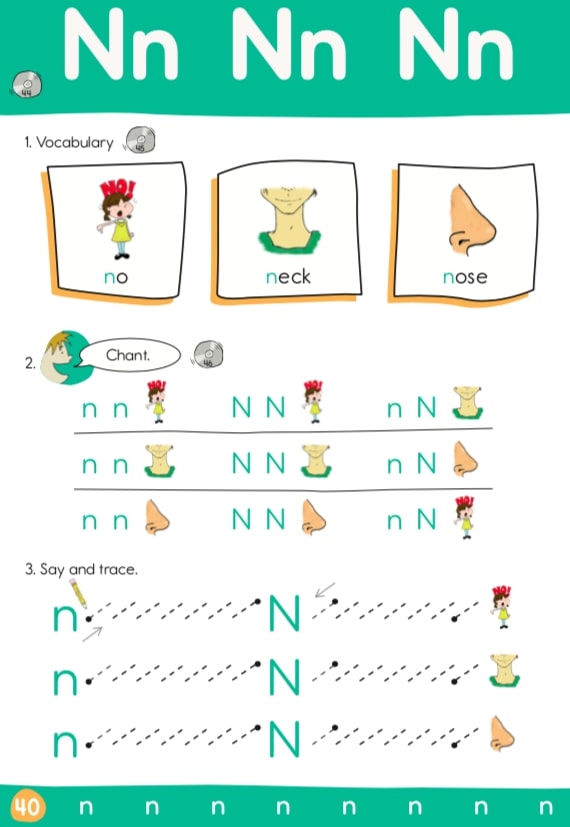 Nn Nn Nn
44
1. Vocabulary 45
NO!
no neck nose
2. Chant. 46
n n NO! N N NO! n N
n n N N n N
n n N N n N NO!
3. Say and trace.
n N NO!
n N
n N
40 n n n n n n n n